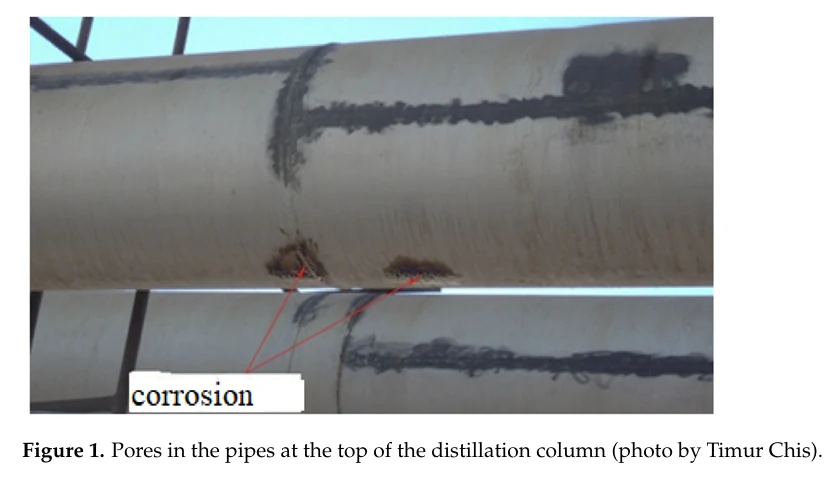 corrosion
Figure 1. Pores in the pipes at the top of the distillation column (photo by Timur Chis).